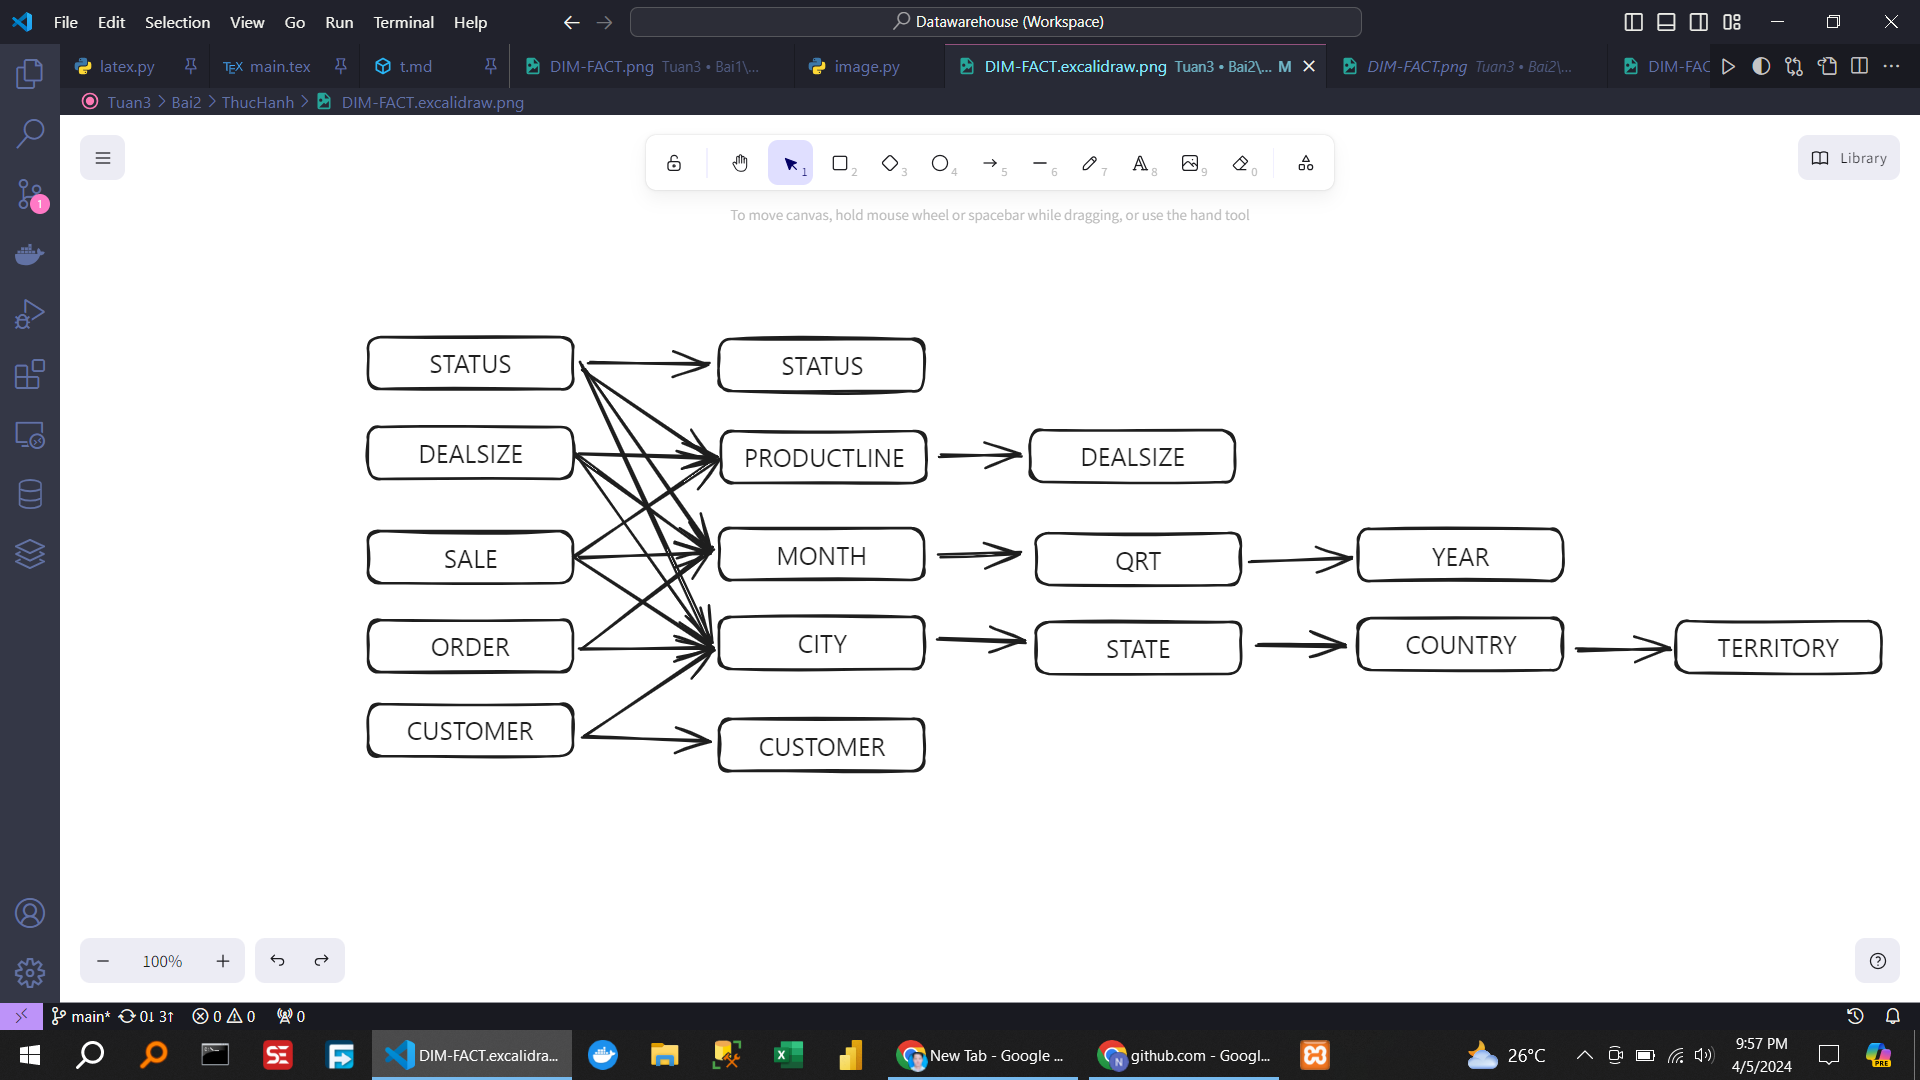 File Edit Selection View Go Run Terminal Help
Datawarehouse (Workspace)
latex.py
TEX main.tex
t.md
DIM-FACT.png Tuan3 • Bai1\...
image.py
DIM-FACT.excalidraw.png Tuan3 • Bai2\... M
DIM-FACT.png Tuan3 • Bai2\...
DIM-FAC
Tuan3 > Bai2 > ThucHanh > DIM-FACT.excalidraw.png
1 2 3 4 5 6 7 8 9 0
Library
To move canvas, hold mouse wheel or spacebar while dragging, or use the hand tool
1
STATUS STATUS
DEALSIZE PRODUCTLINE DEALSIZE
SALE MONTH QRT YEAR
ORDER CITY STATE COUNTRY TERRITORY
CUSTOMER CUSTOMER
100%
main* 0↓ 3↑ 0 0 0
DIM-FACT.excalidra...
New Tab - Google ...
github.com - Googl...
26°C
9:57 PM
4/5/2024
PRE